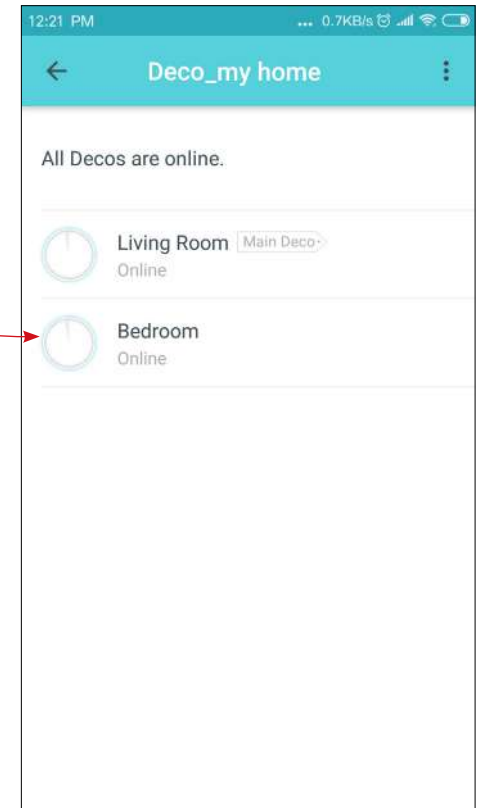 12:21 PM ... 0.7KB/s
Deco_my home
All Decos are online.
Living Room Main Deco
Online
Bedroom
Online